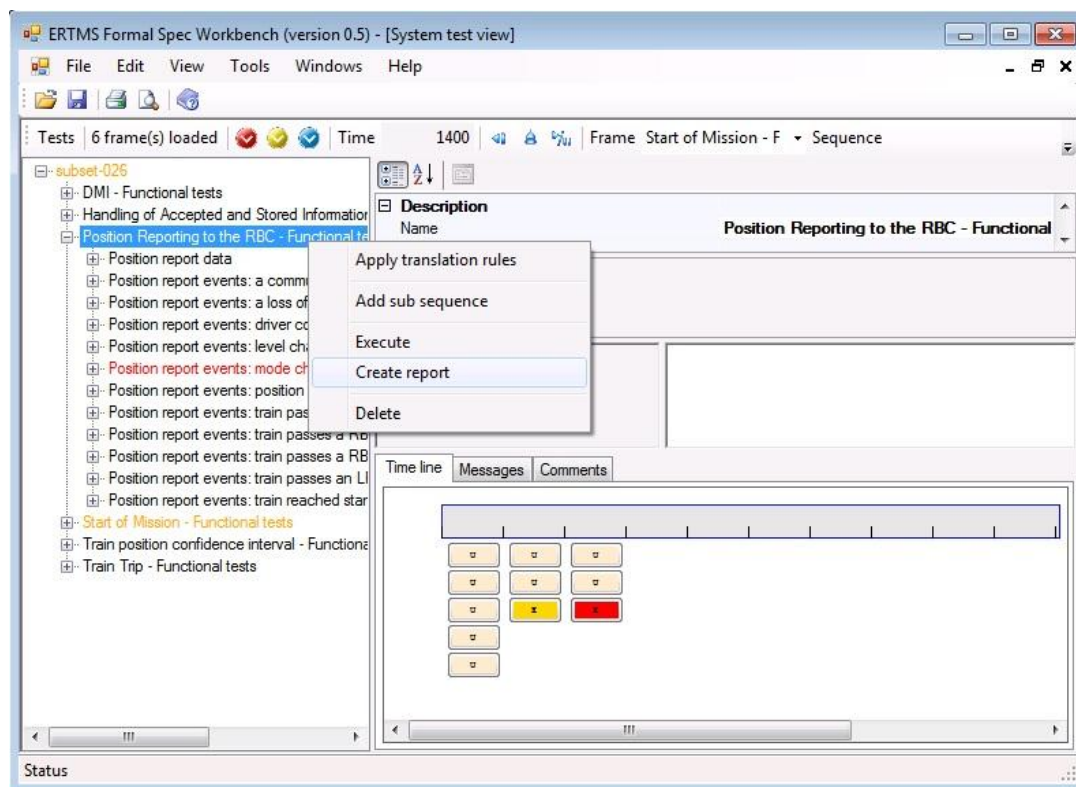 ERTMS Formal Spec Workbench (version 0.5) - [System test view]
File Edit View Tools Windows Help
Tests 6 frame(s) loaded Time 1400 Frame Start of Mission - F Sequence
subset-026
DMI - Functional tests
Handling of Accepted and Stored Information
Position Reporting to the RBC - Functional te
Position report data
Position report events: a commu
Position report events: a loss of
Position report events: driver co
Position report events: level cha
Position report events: mode ch
Position report events: position
Position report events: train pas
Position report events: train passes a RB
Position report events: train passes a RB
Position report events: train passes an LI
Position report events: train reached star
Start of Mission - Functional tests
Train position confidence interval - Functiona
Train Trip - Functional tests
Description
Name Position Reporting to the RBC - Functional
Apply translation rules
Add sub sequence
Execute
Create report
Delete
Time line Messages Comments
Status